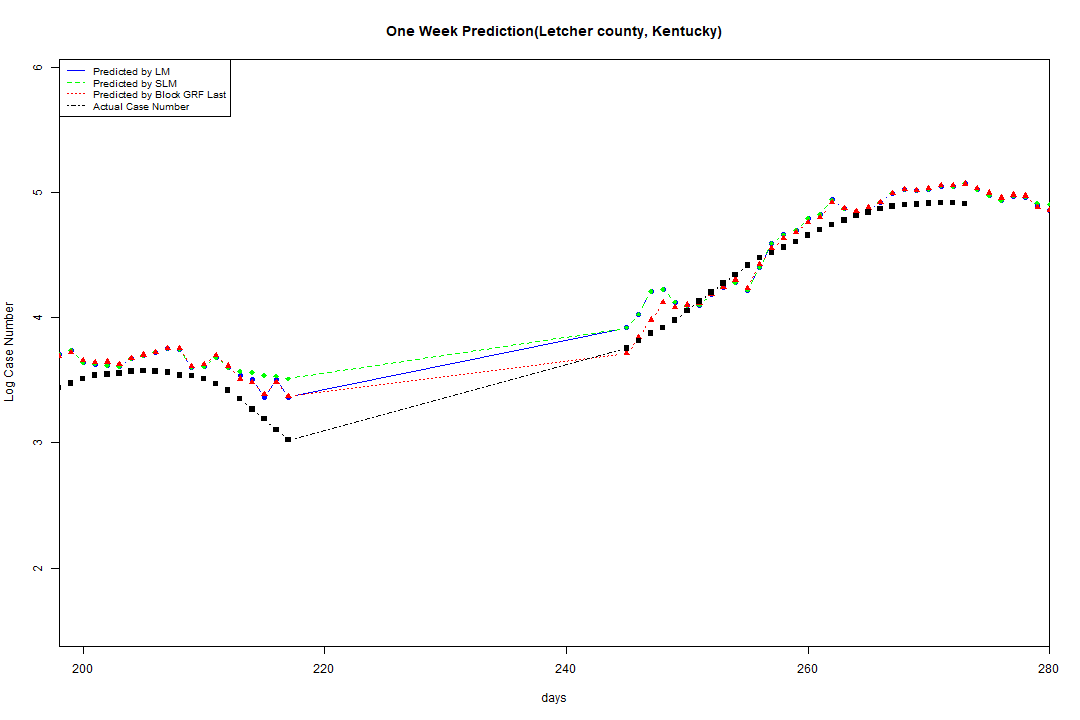 One Week Prediction(Letcher county, Kentucky)
Predicted by LM
Predicted by SLM
Predicted by Block GRF Last
Actual Case Number
6
5
4
3
2
Log Case Number
200 220 240 260 280
days